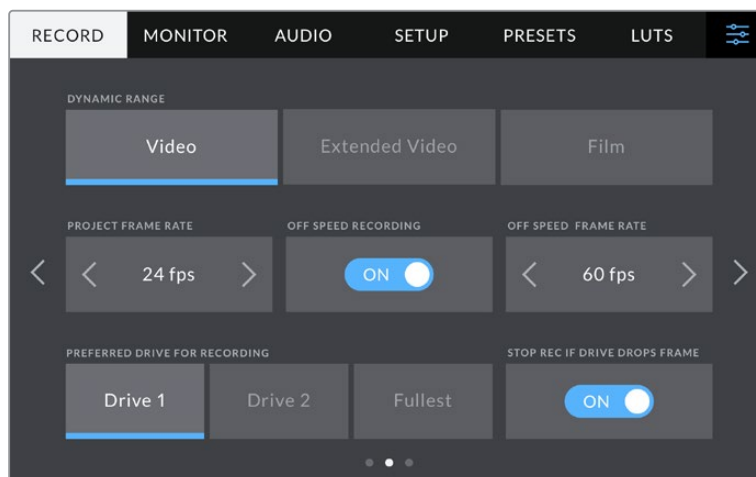 RECORD MONITOR AUDIO SETUP PRESETS LUTS
DYNAMIC RANGE
Video Extended Video Film
PROJECT FRAME RATE OFF SPEED RECORDING OFF SPEED FRAME RATE
24 fps ON 60 fps
PREFERRED DRIVE FOR RECORDING STOP REC IF DRIVE DROPS FRAME
Drive 1 Drive 2 Fullest ON